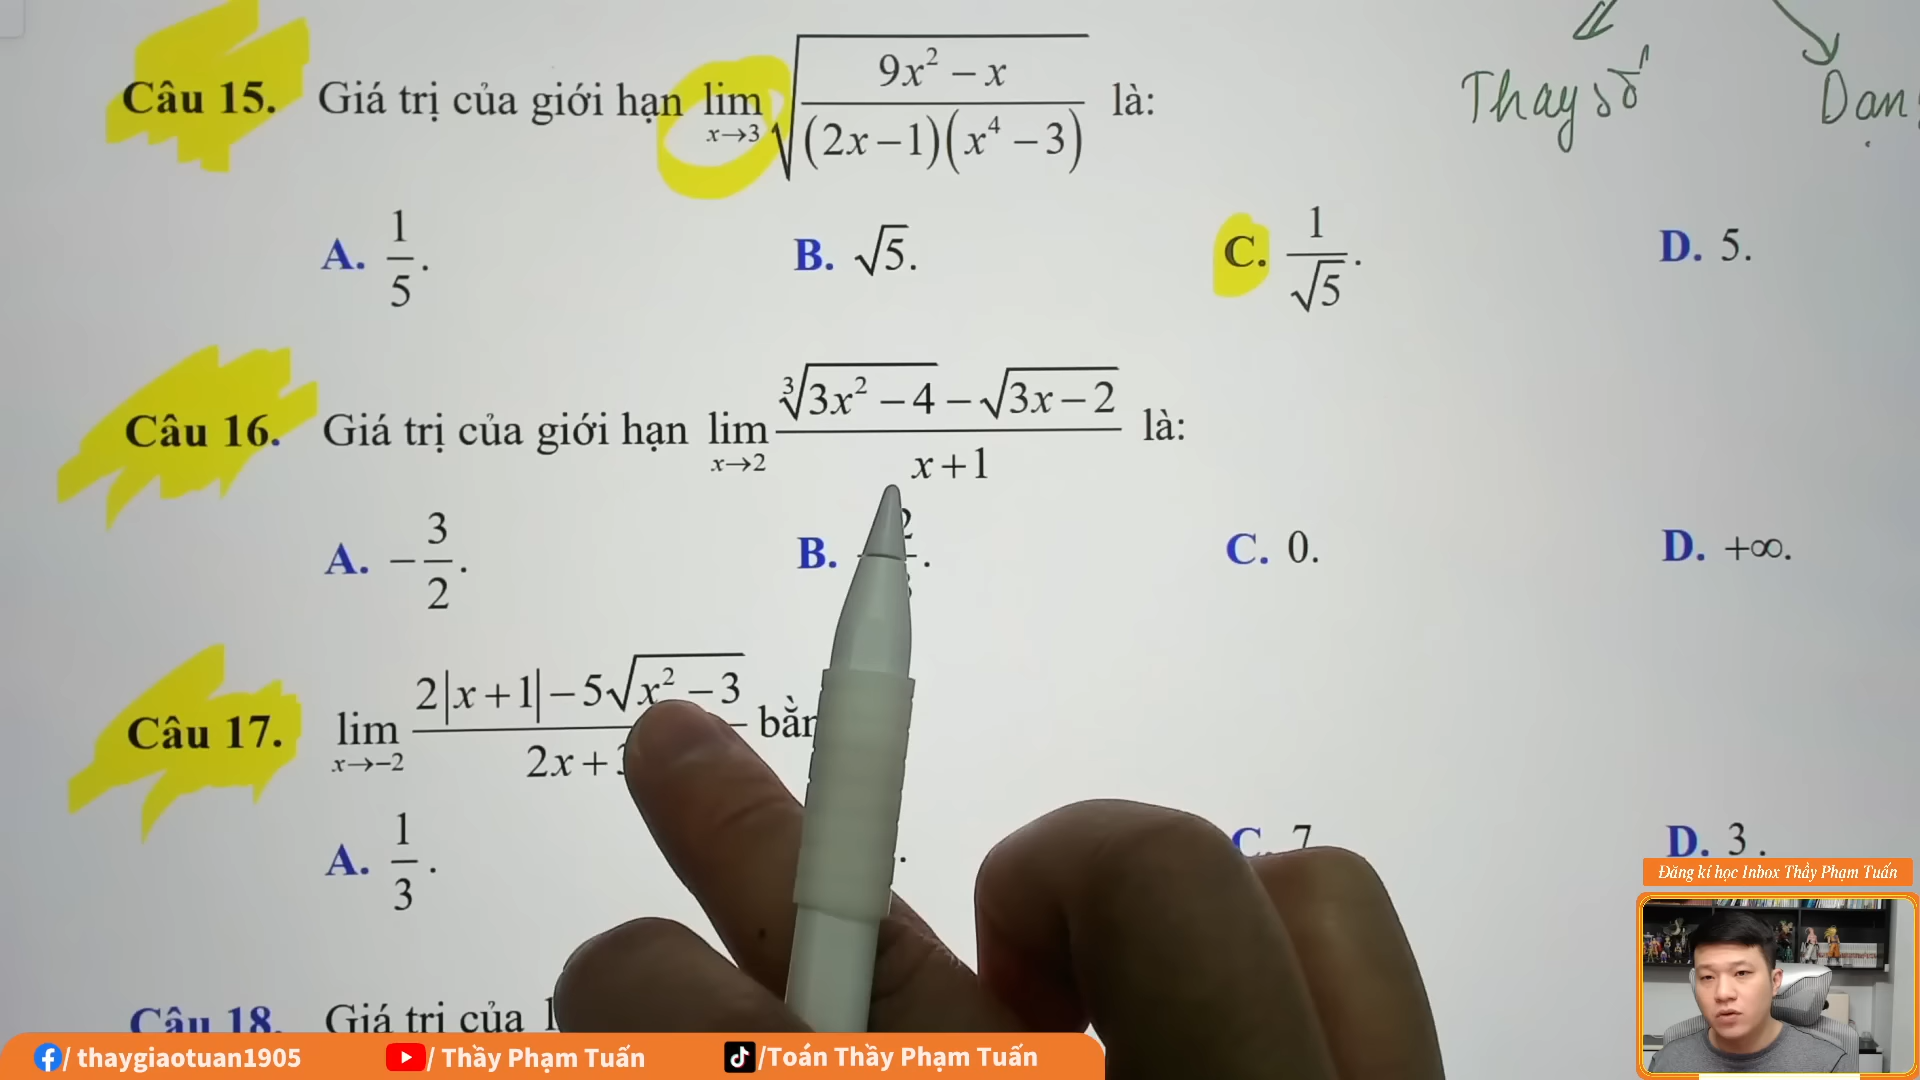 Thay số
Dạn
Câu 15. Giá trị của giới hạn lim x→3 √((9x² − x)/((2x−1)(x⁴ −3))) là:
A. 1/5. B. √5. C. 1/√5. D. 5.
Câu 16. Giá trị của giới hạn lim x→2 (∛(3x² −4) − √(3x−2))/(x+1) là:
A. −3/2. B. C. 0. D. +∞.
Câu 17. lim x→−2 (2|x+1| −5√(x² −3))/(2x+
A. 1/3. C. 7 D. 3.
Câu 18. Giá trị của
Đăng kí học Inbox Thầy Phạm Tuấn
/ thaygiaotuan1905 / Thầy Phạm Tuấn /Toán Thầy Phạm Tuấn